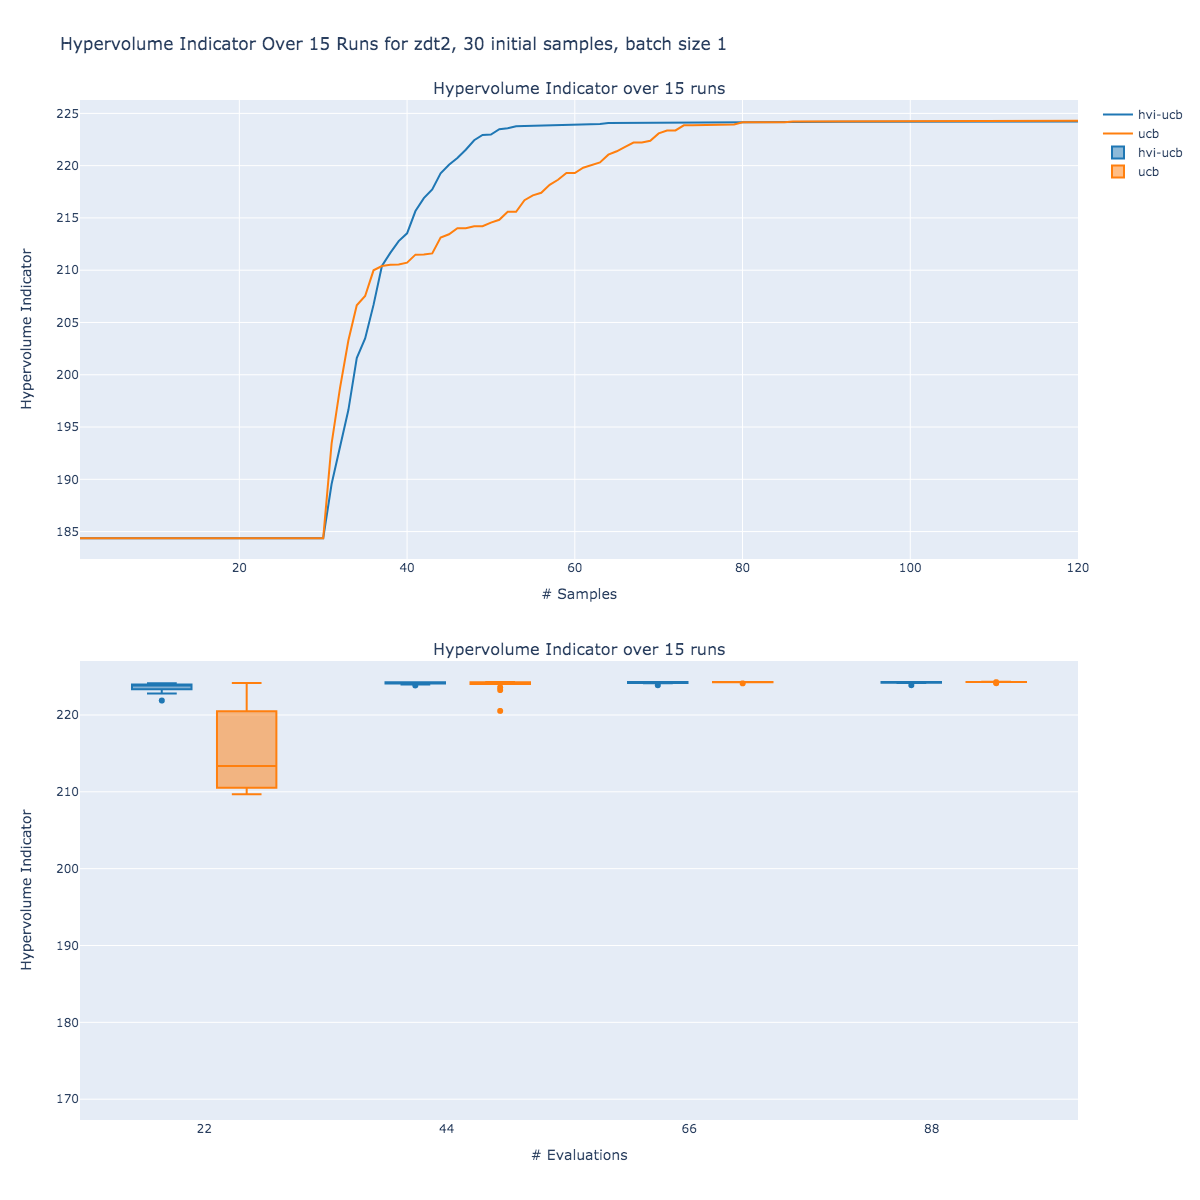 Hypervolume Indicator Over 15 Runs for zdt2, 30 initial samples, batch size 1
Hypervolume Indicator over 15 runs
225
220
215
210
205
200
195
190
185
Hypervolume Indicator
20
40
60
80
100
120
# Samples
hvi-ucb
ucb
hvi-ucb
ucb
Hypervolume Indicator over 15 runs
220
210
200
190
180
170
Hypervolume Indicator
22
44
66
88
# Evaluations